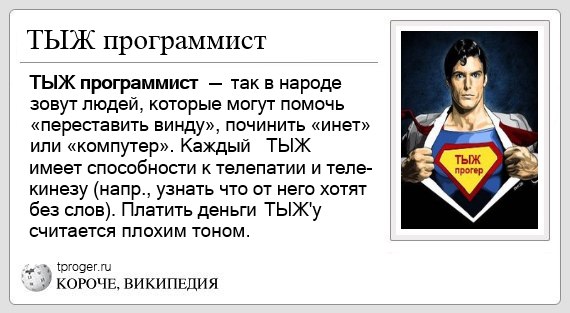 ТЫЖ программист
ТЫЖ программист — так в народе
зовут людей, которые могут помочь
«переставить винду», починить «инет»
или «компутер». Каждый ТЫЖ
имеет способности к телепатии и теле-
кинезу (напр., узнать что от него хотят
без слов). Платить деньги ТЫЖ'у
считается плохим тоном.
ТЫЖ
прогер
tproger.ru
КОРОЧЕ, ВИКИПЕДИЯ